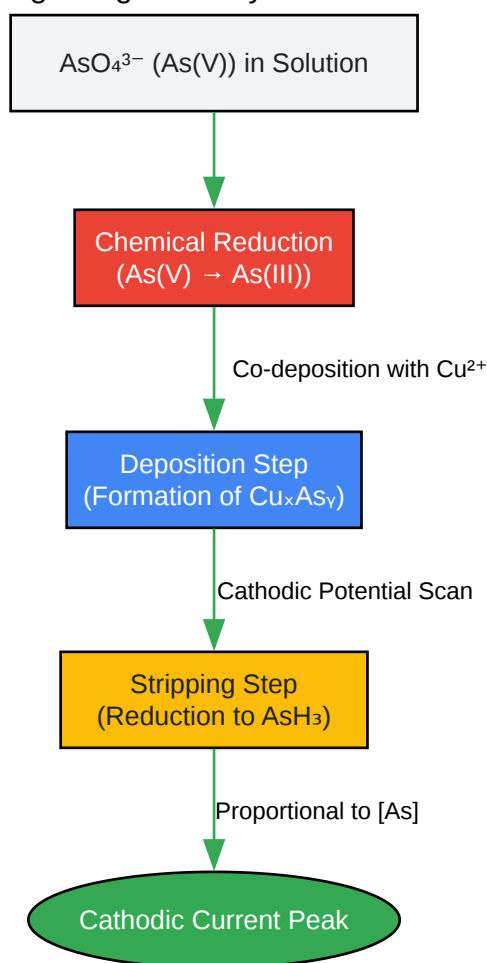 AsO₄³⁻ (As(V)) in Solution
Chemical Reduction
(As(V) → As(III))
Co-deposition with Cu²⁺
Deposition Step
(Formation of CuₓAsᵧ)
Cathodic Potential Scan
Stripping Step
(Reduction to AsH₃)
Proportional to [As]
Cathodic Current Peak